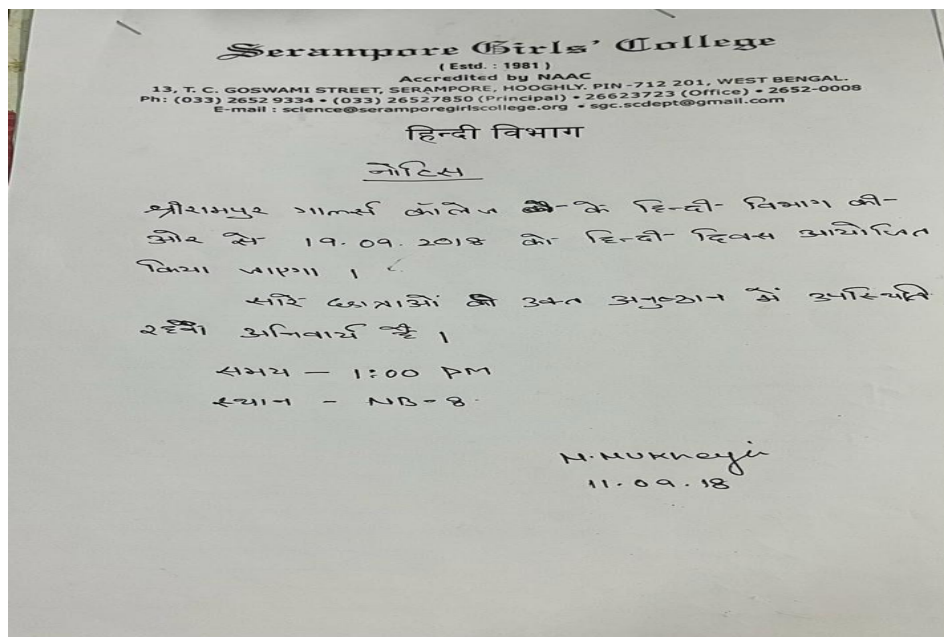 Serampore Girls' College
( Estd. : 1981 )
Accredited by NAAC
13, T. C. GOSWAMI STREET, SERAMPORE, HOOGHLY. PIN -712 201, WEST BENGAL.
Ph: (033) 2652 9334 • (033) 26527850 (Principal) • 26623723 (Office) • 2652-0008
E-mail : science@seramporegirlscollege.org • sgc.scdept@gmail.com
हिन्दी विभाग
नोटिस
श्रीरामपुर गार्ल्स कॉलेज के हिन्दी विभाग की
ओर से 19.09.2018 को हिन्दी दिवस आयोजित
किया जाएगा ।
सारे छात्राओं की उक्त अनुष्ठान में उपस्थिति
अनिवार्य है ।
समय — 1:00 PM
स्थान - NB-8.
N. Mukherjee
11.09.18